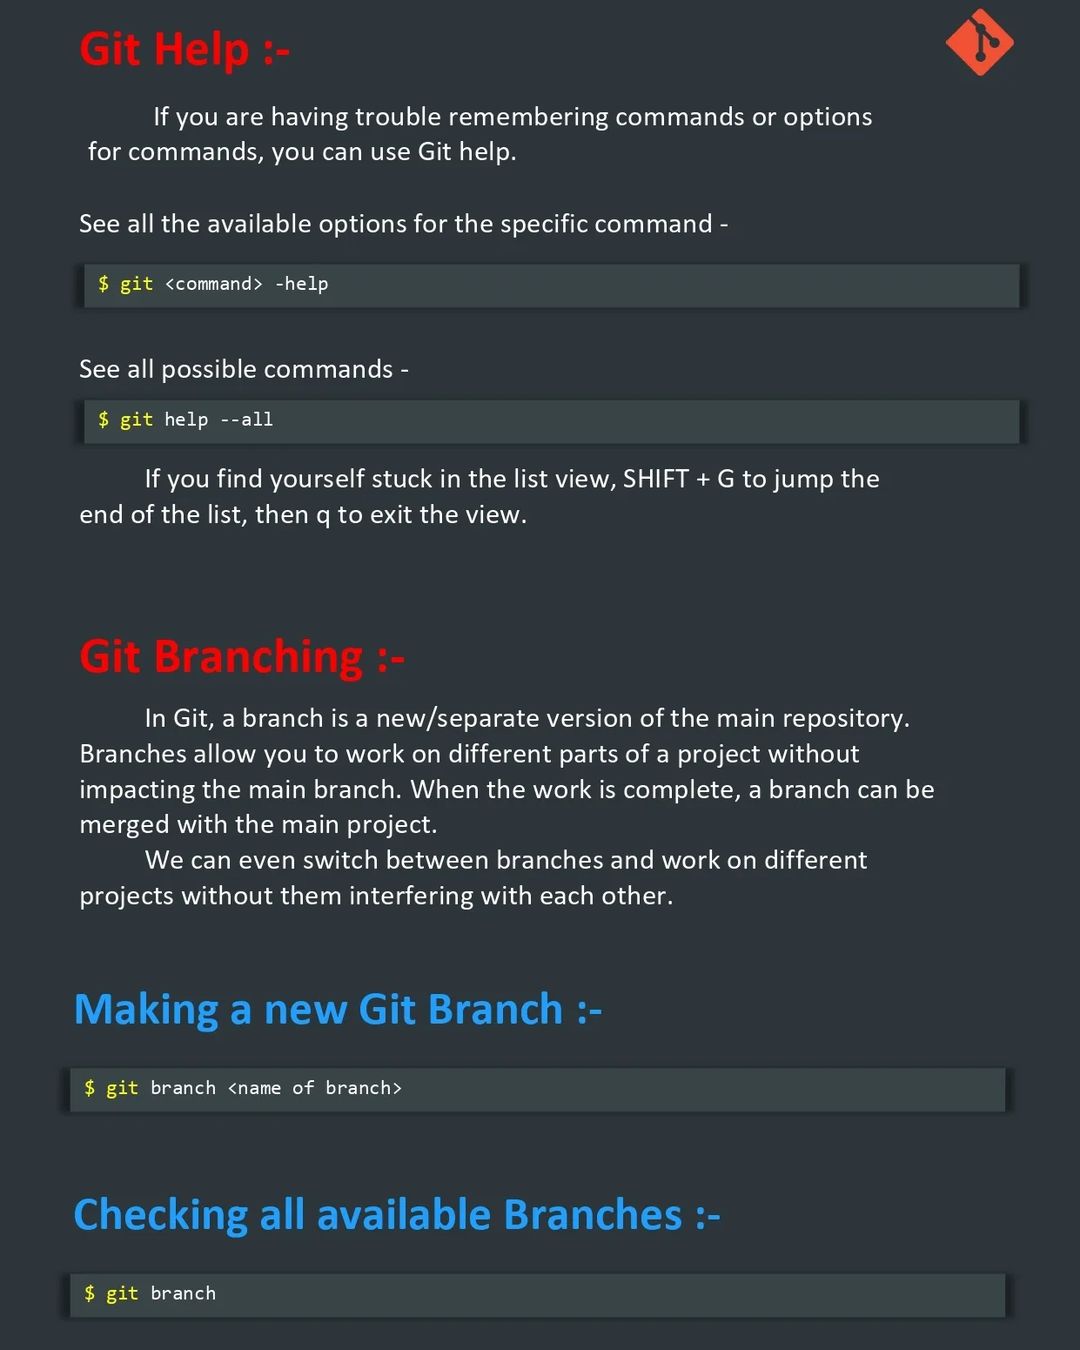 Git Help :-
If you are having trouble remembering commands or options
for commands, you can use Git help.
See all the available options for the specific command -
$ git <command> -help
See all possible commands -
$ git help --all
If you find yourself stuck in the list view, SHIFT + G to jump the
end of the list, then q to exit the view.
Git Branching :-
In Git, a branch is a new/separate version of the main repository.
Branches allow you to work on different parts of a project without
impacting the main branch. When the work is complete, a branch can be
merged with the main project.
We can even switch between branches and work on different
projects without them interfering with each other.
Making a new Git Branch :-
$ git branch <name of branch>
Checking all available Branches :-
$ git branch